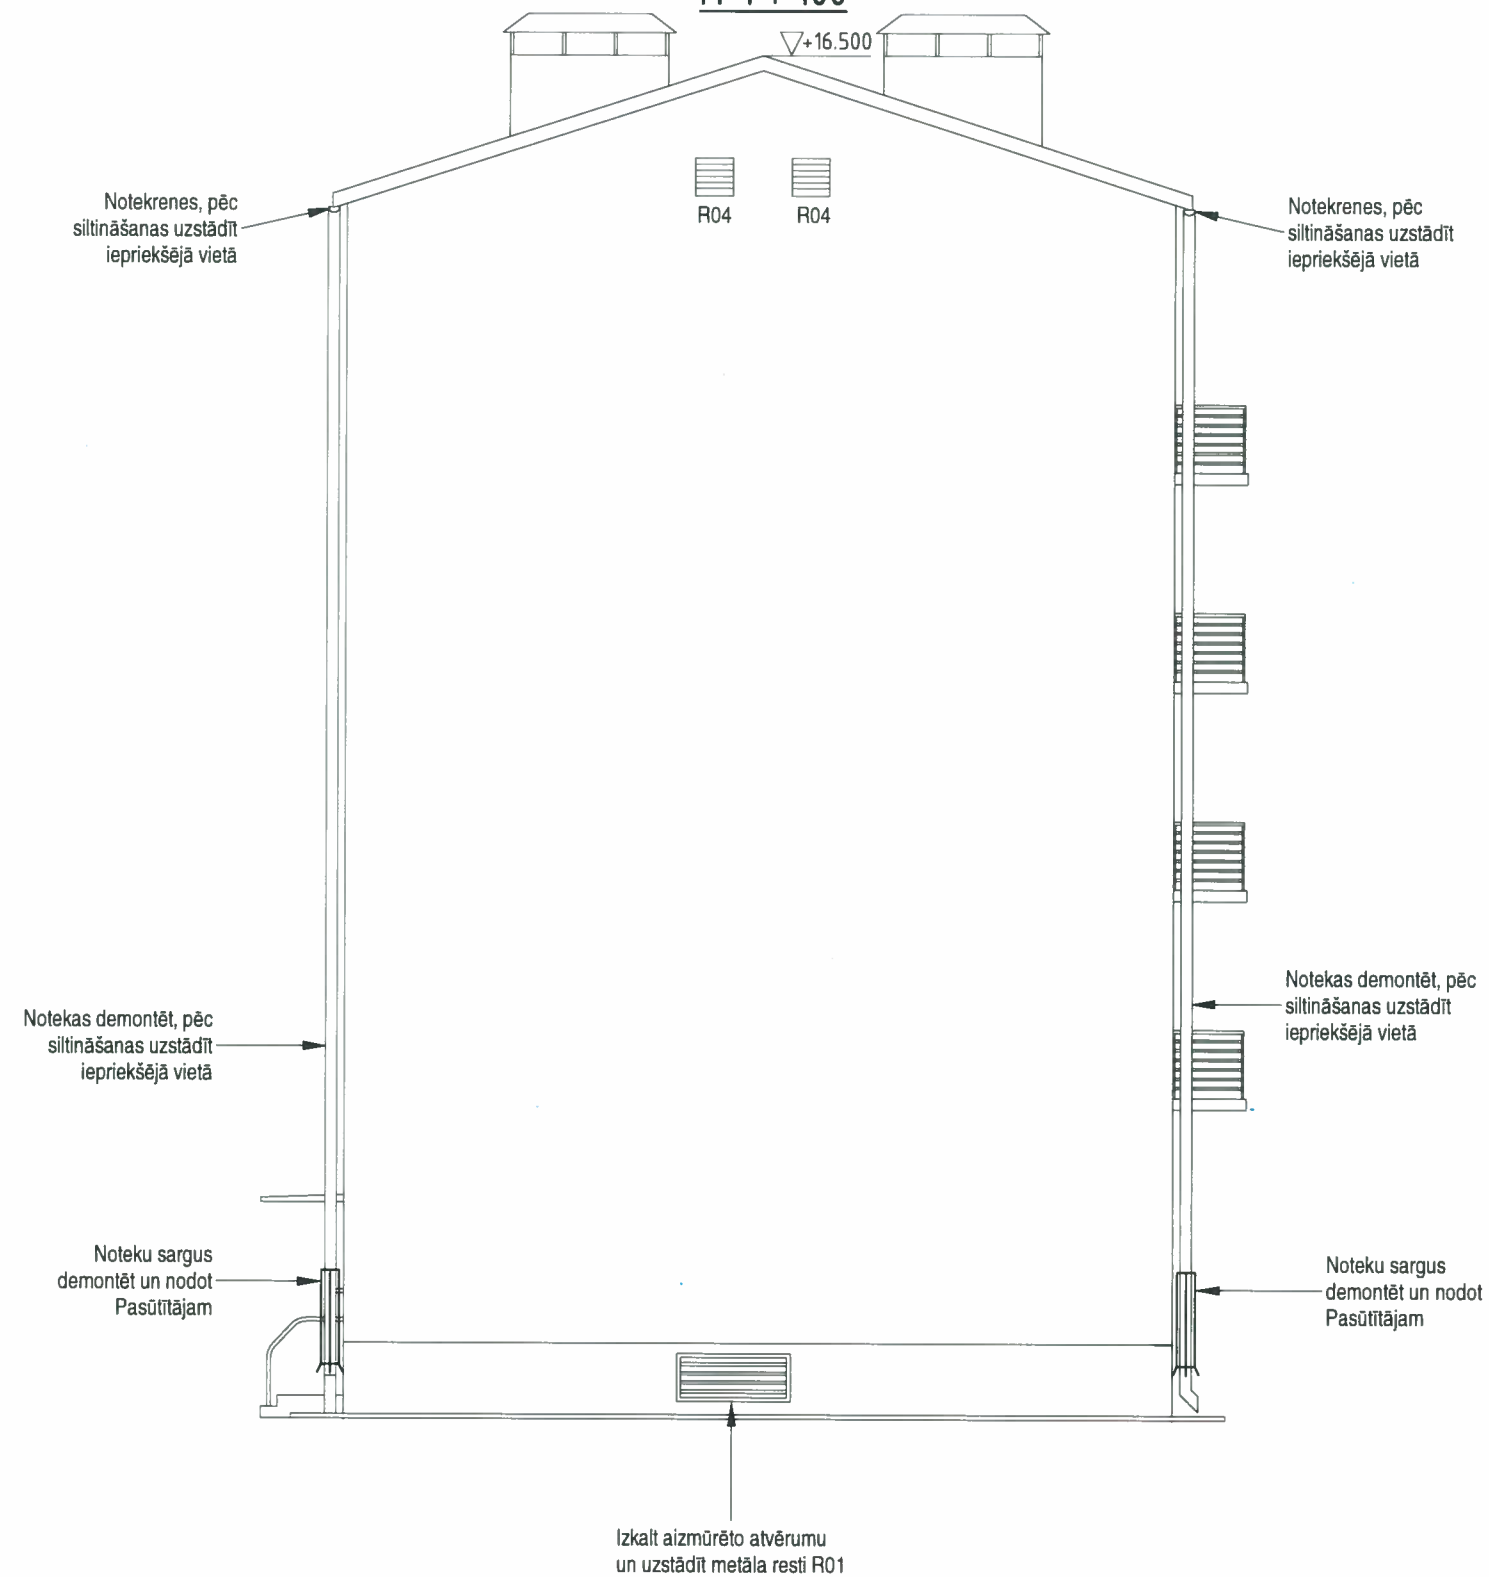 +16.500
R04
R04
Notekrenes, pēc
siltināšanas uzstādīt
iepriekšējā vietā
Notekrenes, pēc
siltināšanas uzstādīt
iepriekšējā vietā
Notekas demontēt, pēc
siltināšanas uzstādīt
iepriekšējā vietā
Notekas demontēt, pēc
siltināšanas uzstādīt
iepriekšējā vietā
Noteku sargus
demontēt un nodot
Pasūtītājam
Noteku sargus
demontēt un nodot
Pasūtītājam
Izkalt aizmūrēto atvērumu
un uzstādīt metāla resti R01